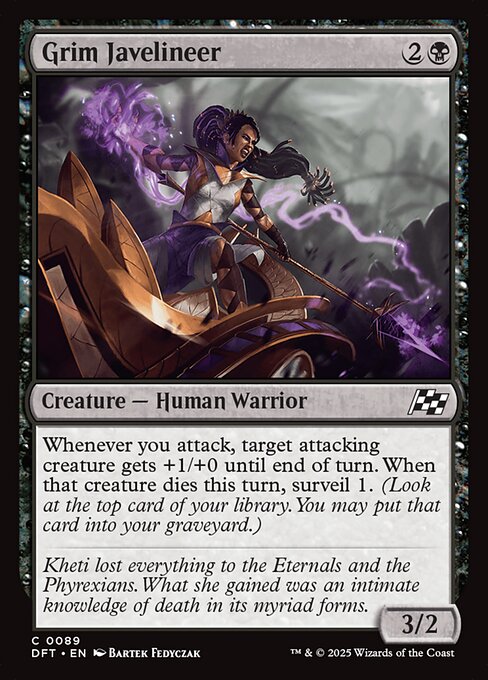 Grim Javelineer 2
Creature — Human Warrior
Whenever you attack, target attacking
creature gets +1/+0 until end of turn. When
that creature dies this turn, surveil 1. (Look
at the top card of your library. You may put that
card into your graveyard.)
Kheti lost everything to the Eternals and the
Phyrexians. What she gained was an intimate
knowledge of death in its myriad forms.
3/2
C 0089
DFT • EN BARTEK FEDYCZAK
™ & © 2025 Wizards of the Coast